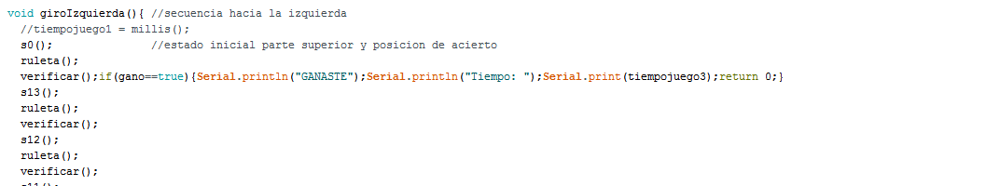 void giroIzquierda(){ //secuencia hacia la izquierda
//tiempojuego1 = millis();
s0(); //estado inicial parte superior y posicion de acierto
ruleta();
verificar();if(gano==true){Serial.println("GANASTE");Serial.println("Tiempo: ");Serial.print(tiempojuego3);return 0;}
s13();
ruleta();
verificar();
s12();
ruleta();
verificar();
s11();